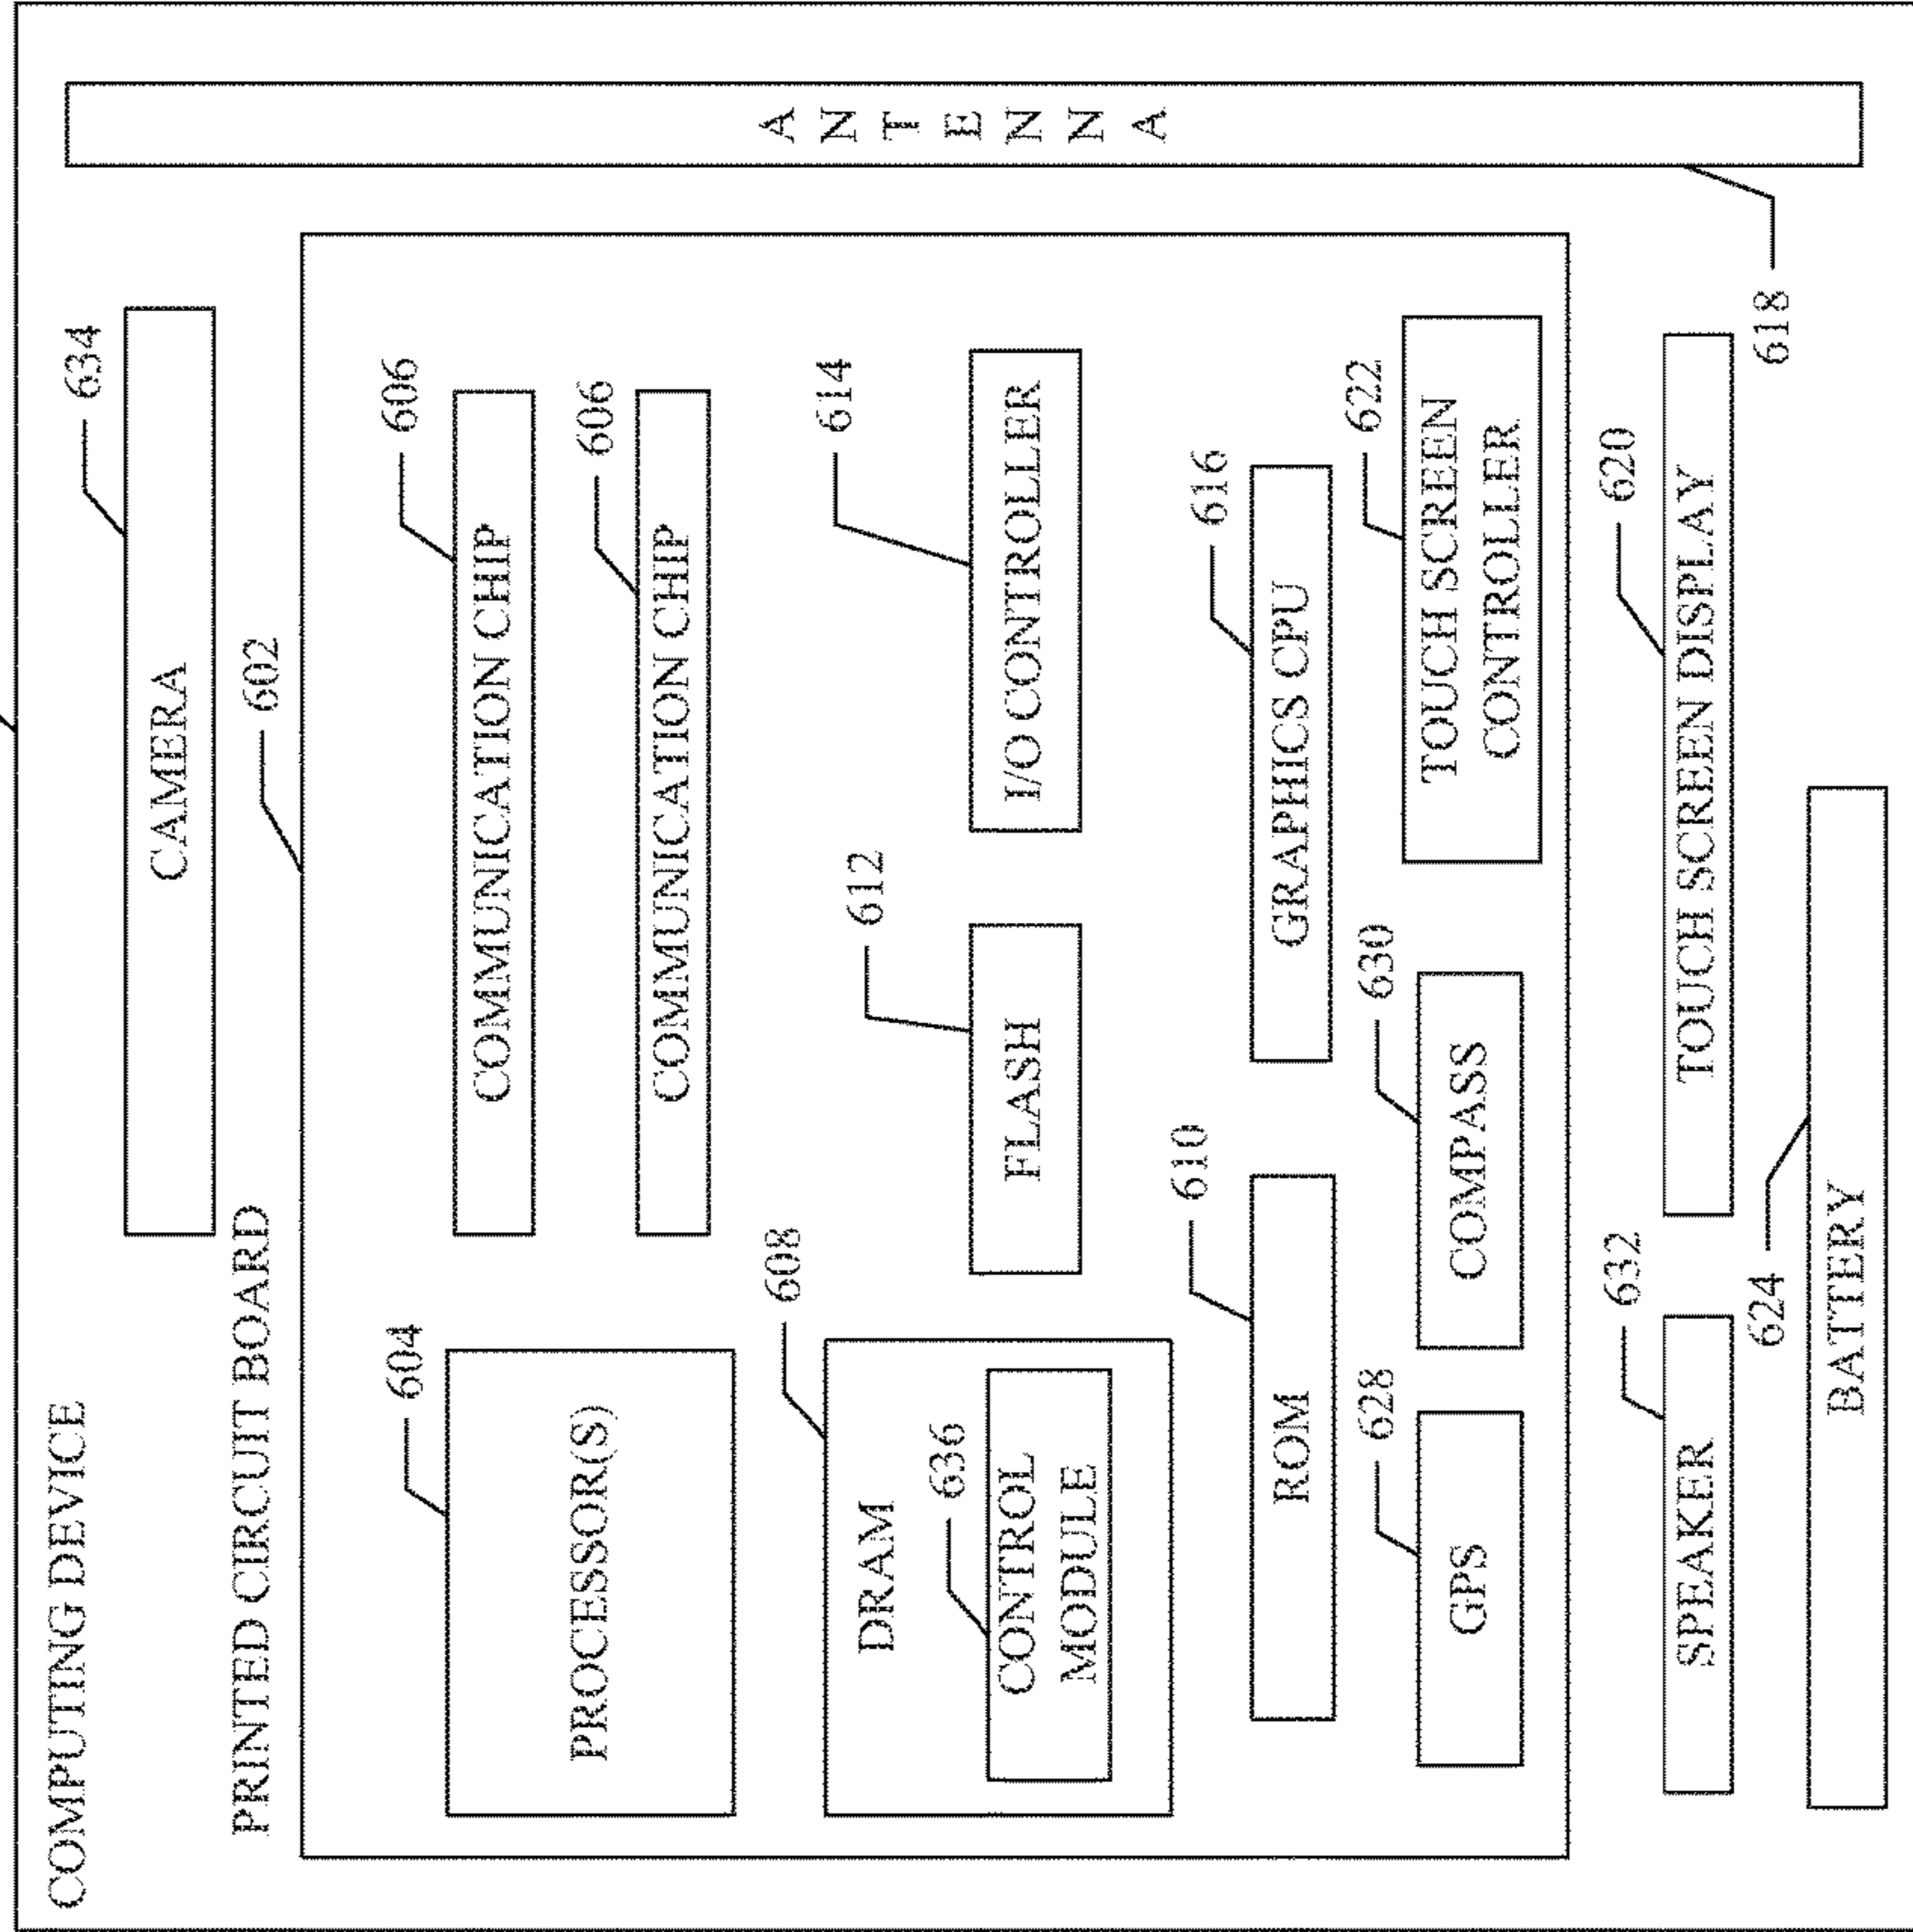 COMPUTING DEVICE
634
CAMERA
PRINTED CIRCUIT BOARD
602
604
PROCESSOR(S)
606
COMMUNICATION CHIP
606
COMMUNICATION CHIP
608
DRAM
636
CONTROL
MODULE
612
FLASH
614
I/O CONTROLLER
610
ROM
616
GRAPHICS CPU
628
GPS
630
COMPASS
622
TOUCH SCREEN
CONTROLLER
632
SPEAKER
620
TOUCH SCREEN DISPLAY
624
BATTERY
618
ANTENNA